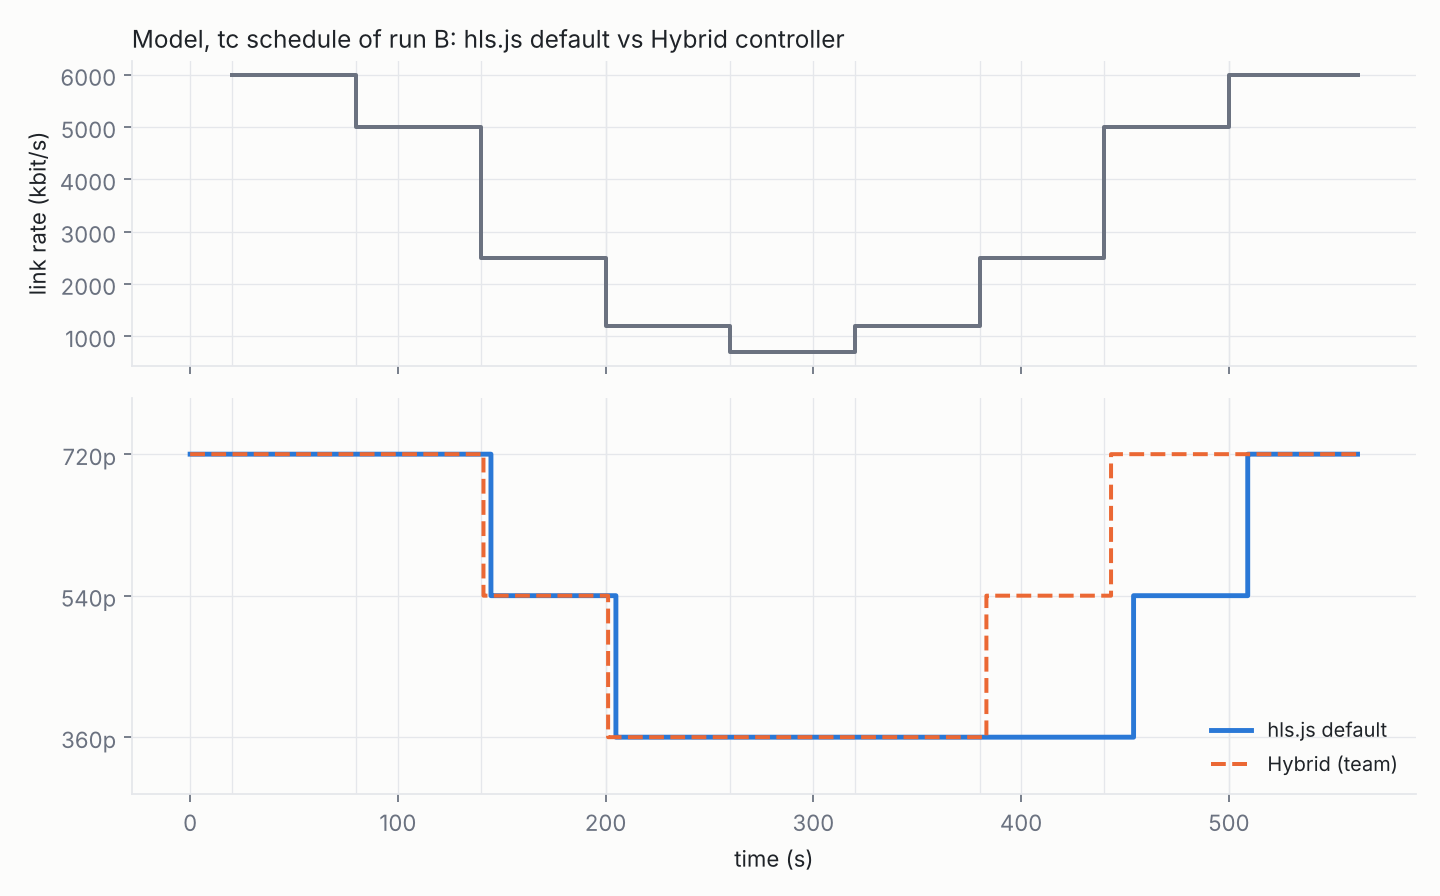 Model, tc schedule of run B: hls.js default vs Hybrid controller
link rate (kbit/s)
6000
5000
4000
3000
2000
1000
720p
540p
360p
hls.js default
Hybrid (team)
0 100 200 300 400 500
time (s)